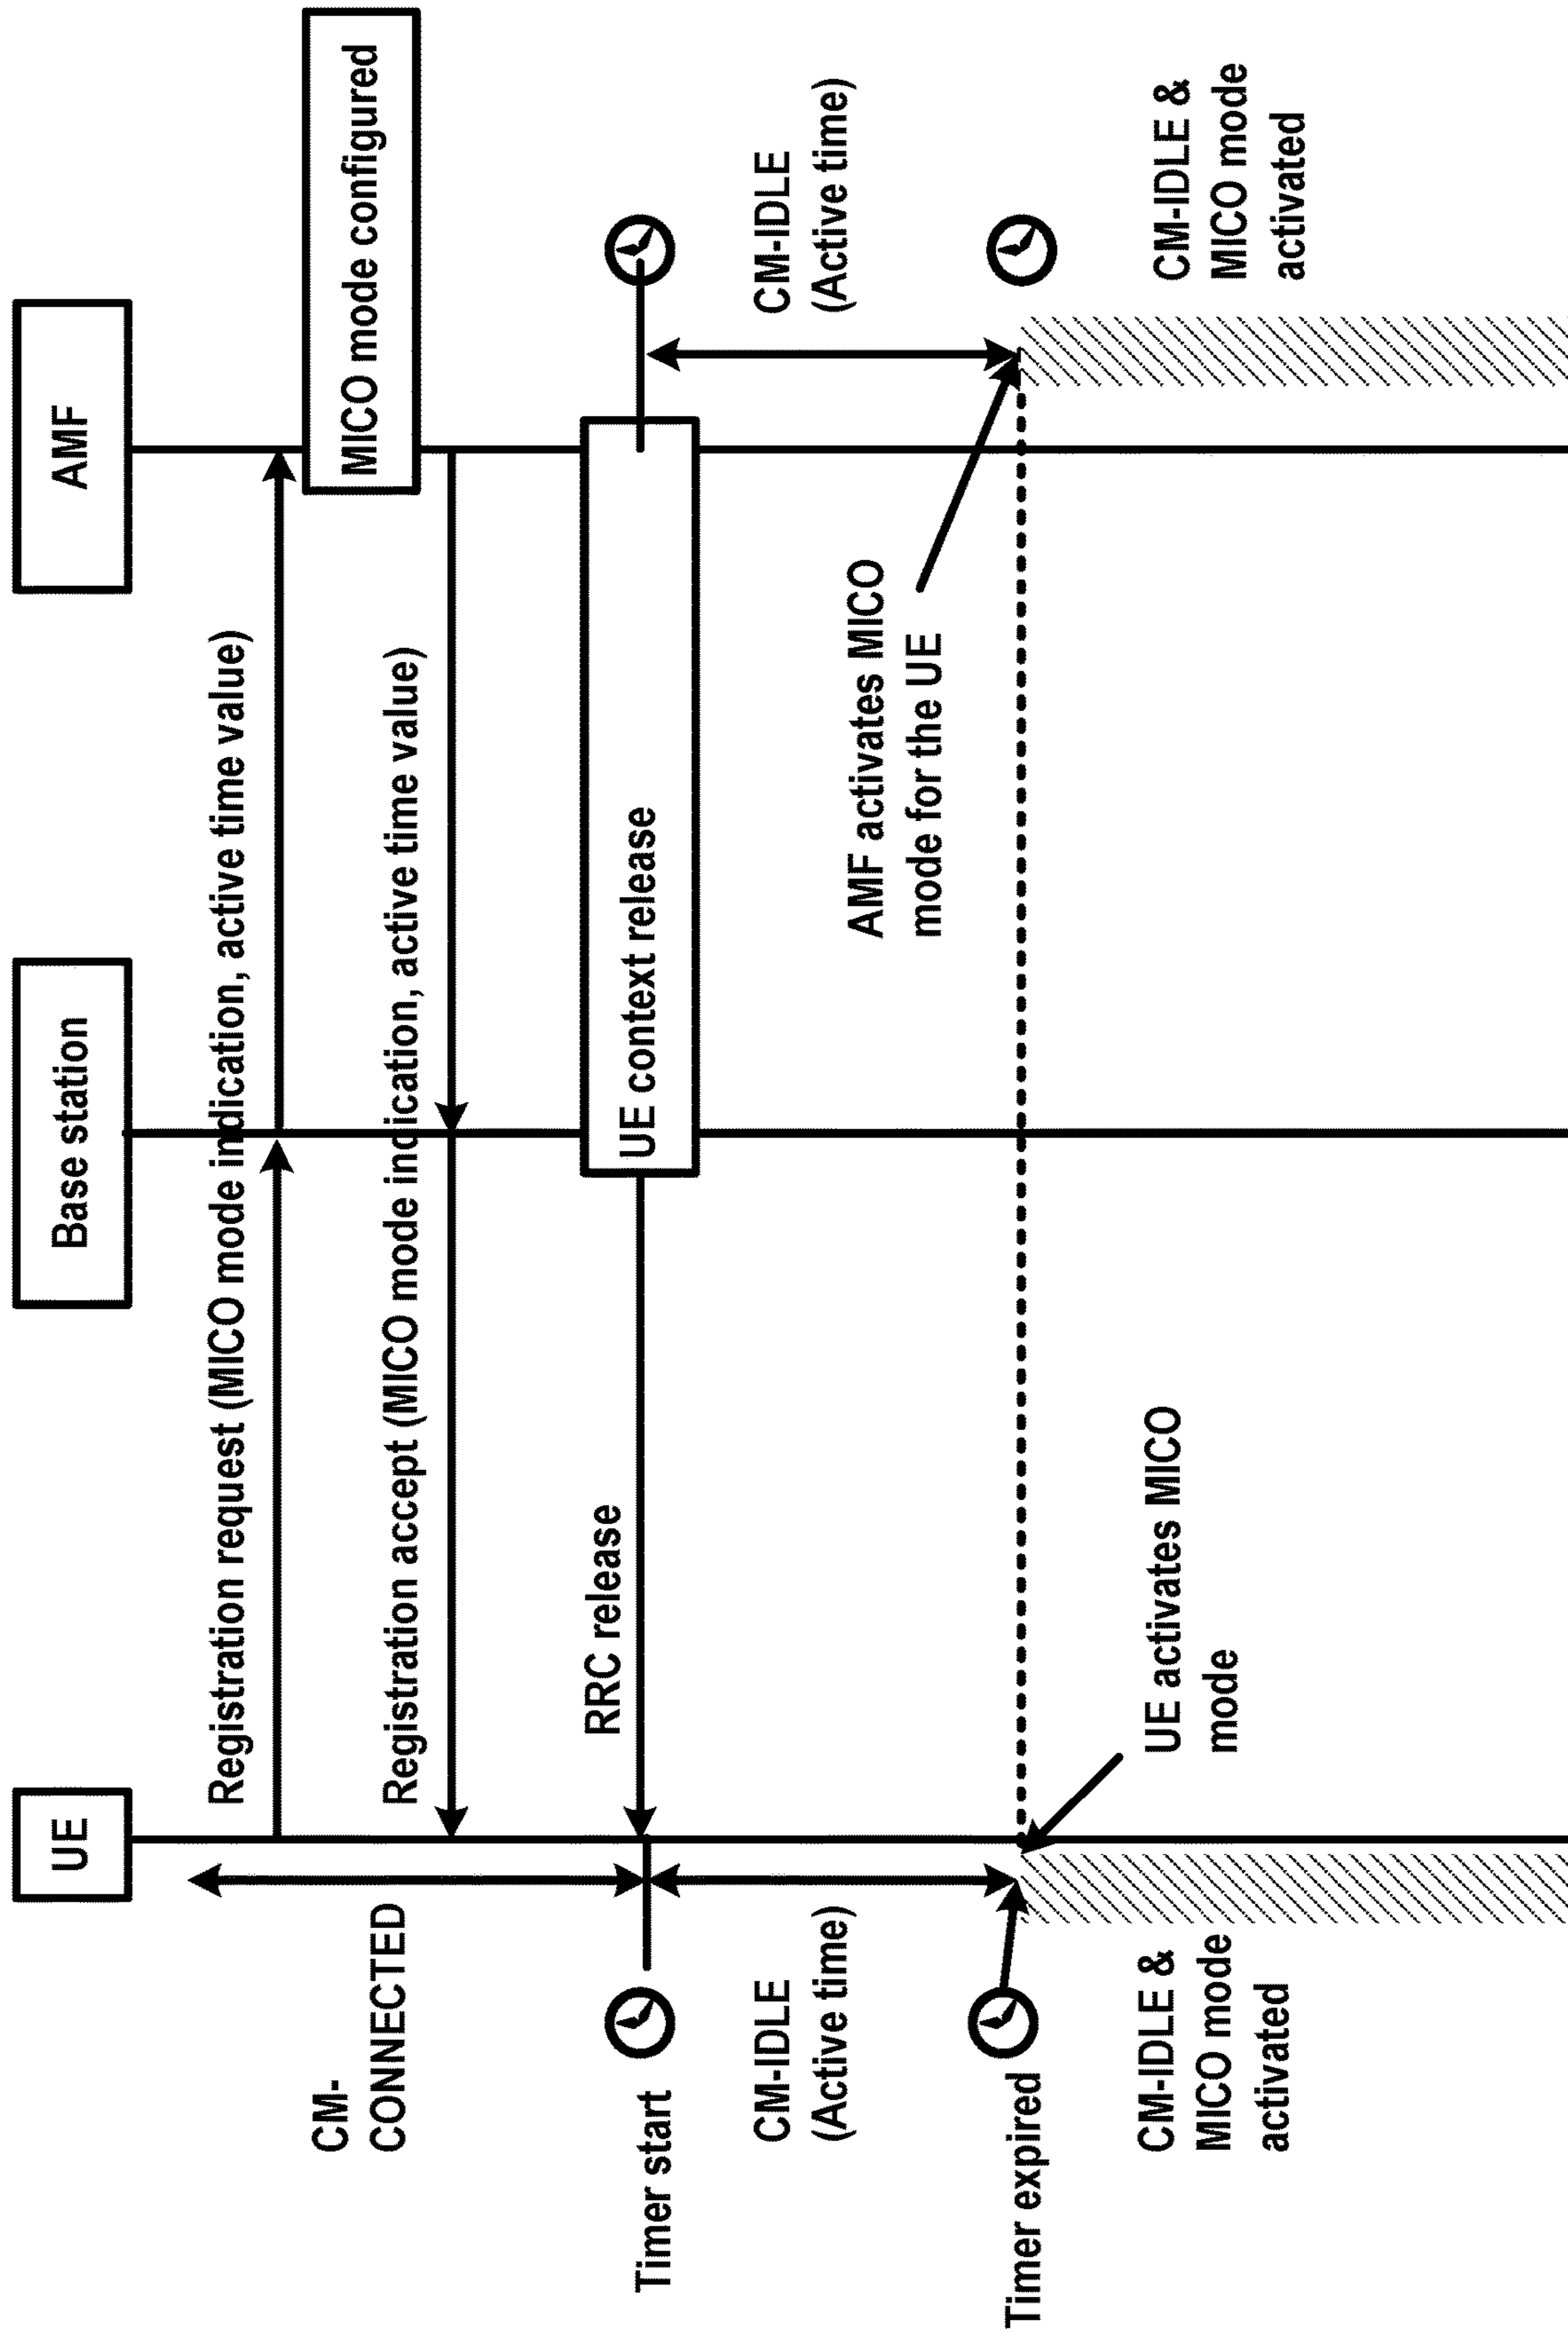 UE
Base station
AMF
Registration request (MICO mode indication, active time value)
MICO mode configured
CM-
CONNECTED
Registration accept (MICO mode indication, active time value)
RRC release
UE context release
Timer start
CM-IDLE
(Active time)
CM-IDLE
(Active time)
AMF activates MICO
mode for the UE
Timer expired
UE activates MICO
mode
CM-IDLE &
MICO mode
activated
CM-IDLE &
MICO mode
activated